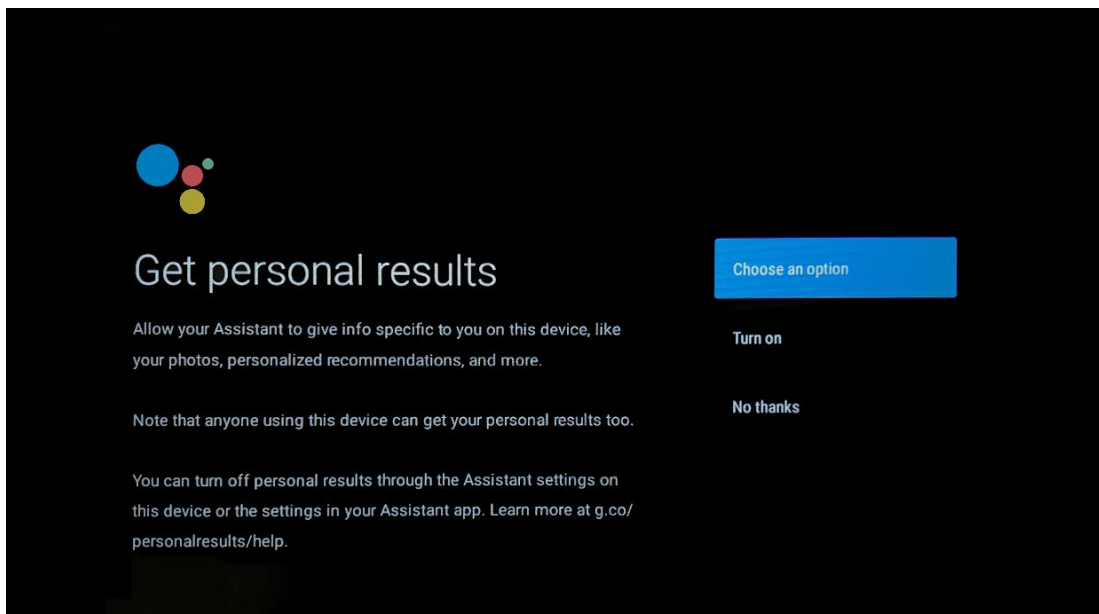 Get personal results
Allow your Assistant to give info specific to you on this device, like
your photos, personalized recommendations, and more.
Note that anyone using this device can get your personal results too.
You can turn off personal results through the Assistant settings on
this device or the settings in your Assistant app. Learn more at g.co/
personalresults/help.
Choose an option
Turn on
No thanks